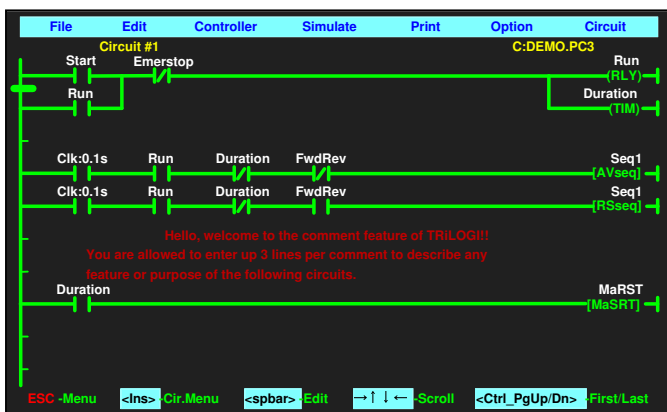 File Edit Controller Simulate Print Option Circuit
Circuit #1 C:DEMO.PC3
Start Emerstop Run
(RLY)
Run Duration
(TIM)
Clk:0.1s Run Duration FwdRev Seq1
[AVseq]
Clk:0.1s Run Duration FwdRev Seq1
[RSseq]
Hello, welcome to the comment feature of TRiLOGI!!
You are allowed to enter up 3 lines per comment to describe any
feature or purpose of the following circuits.
Duration MaRST
[MaSRT]
ESC -Menu <Ins> -Cir.Menu <spbar> -Edit →↑↓← -Scroll <Ctrl_PgUp/Dn> -First/Last